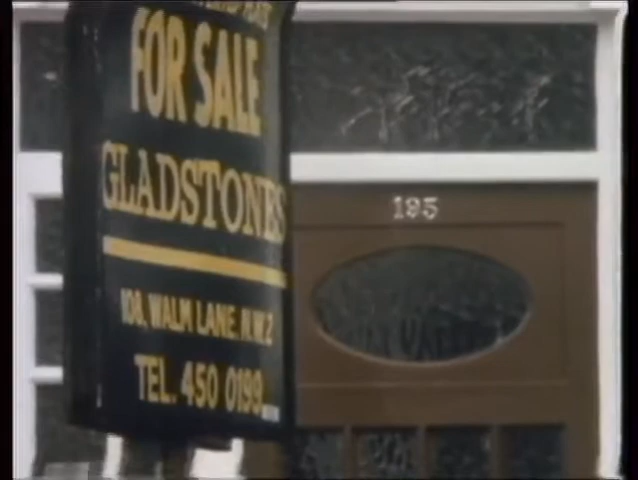 FOR SALE
GLADSTONES
108, WALM LANE. N.W.2
TEL. 450 0199
195